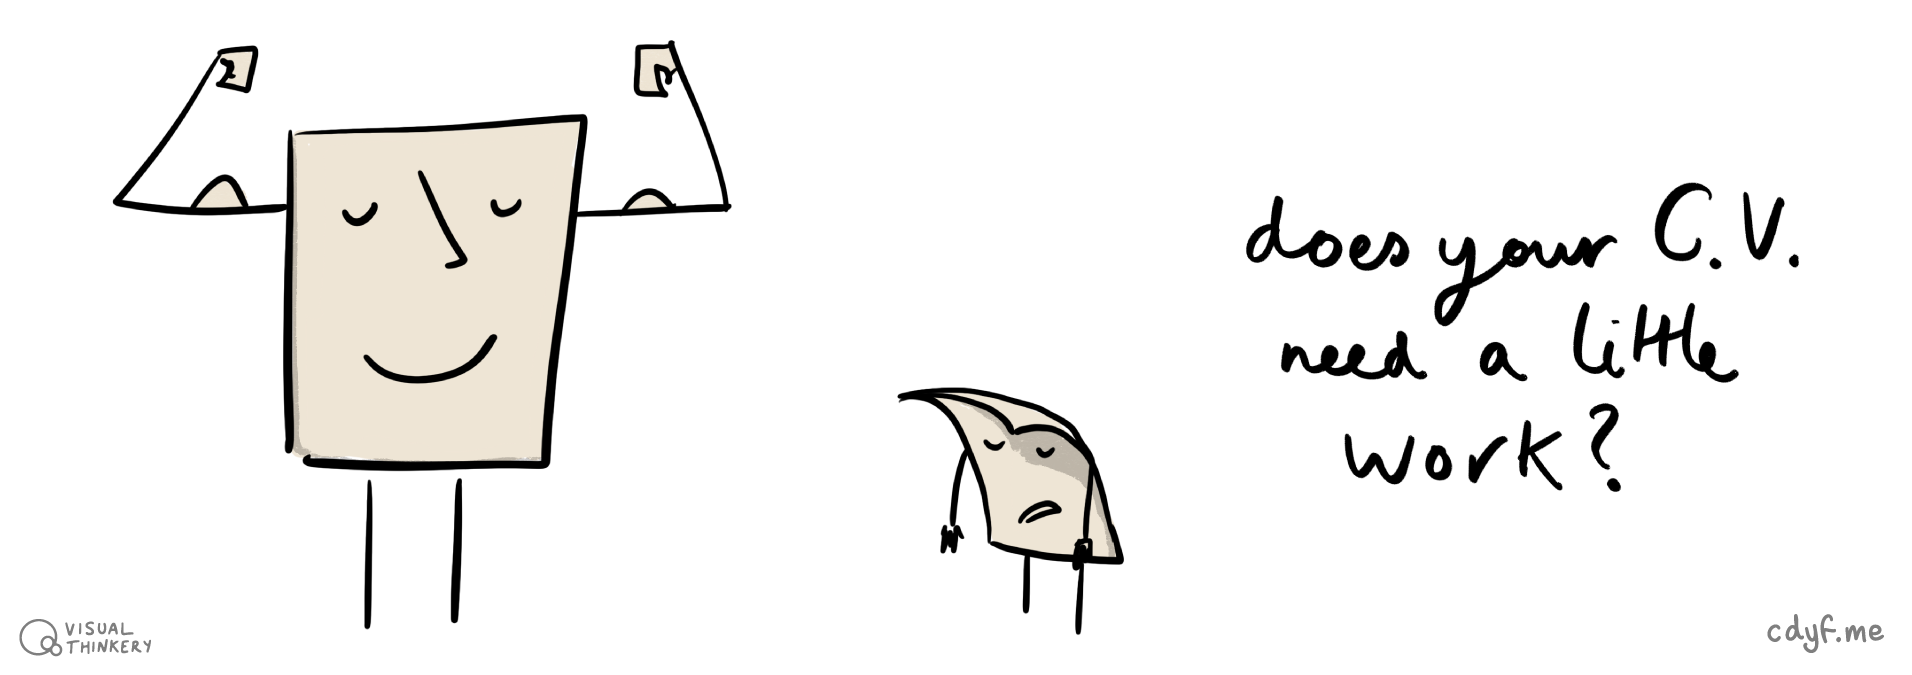 does your C.V.
need a little
work?
VISUAL
THINKERY
cdyf.me